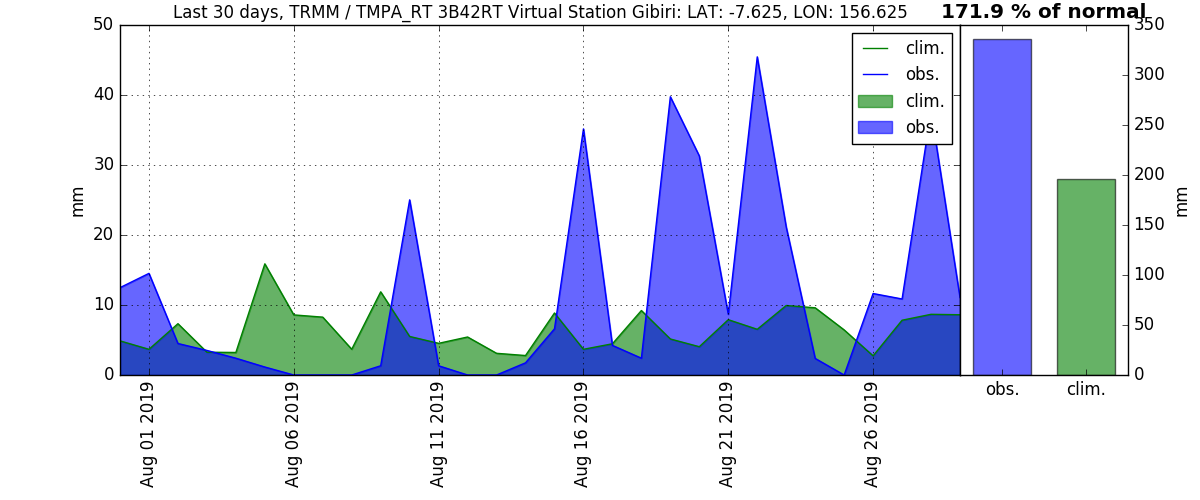 Last 30 days, TRMM / TMPA_RT 3B42RT Virtual Station Gibiri: LAT: -7.625, LON: 156.625
171.9 % of normal
50
40
30
20
10
0
mm
clim.
obs.
clim.
obs.
350
300
250
200
150
100
50
0
mm
Aug 01 2019
Aug 06 2019
Aug 11 2019
Aug 16 2019
Aug 21 2019
Aug 26 2019
obs.
clim.